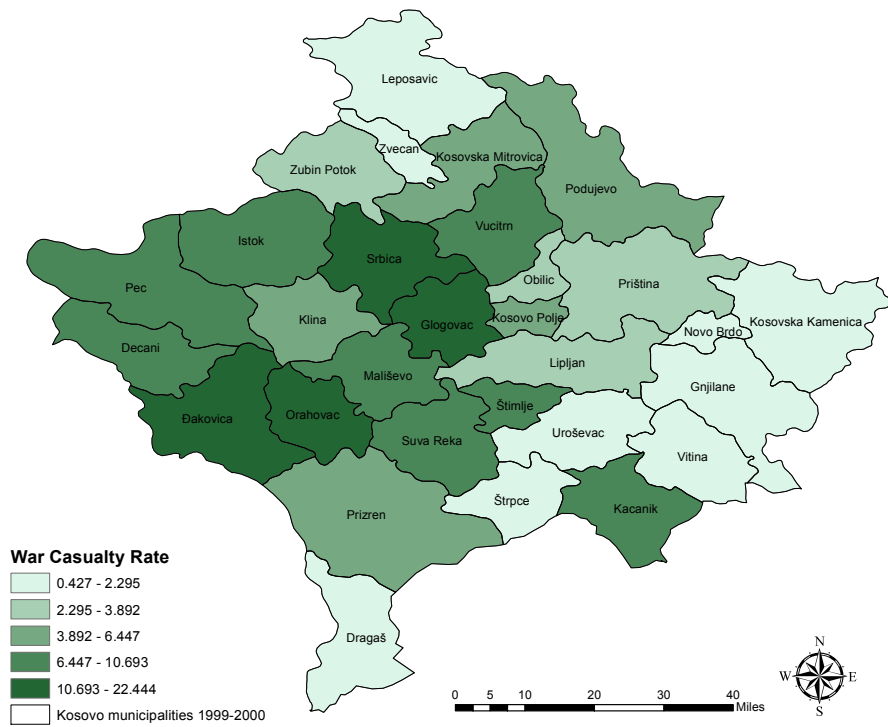 Leposavic
Zvecan
Kosovska Mitrovica
Zubin Potok
Podujevo
Vucitrn
Istok
Srbica
Obilic
Priština
Pec
Klina
Glogovac
Kosovo Polje
Kosovska Kamenica
Novo Brdo
Decani
Lipljan
Mališevo
Gnjilane
Đakovica
Orahovac
Štimlje
Uroševac
Suva Reka
Vitina
Štrpce
Kacanik
Prizren
Dragaš
War Casualty Rate
0.427 - 2.295
2.295 - 3.892
3.892 - 6.447
6.447 - 10.693
10.693 - 22.444
Kosovo municipalities 1999-2000
N
W E
S
0 5 10 20 30 40
Miles